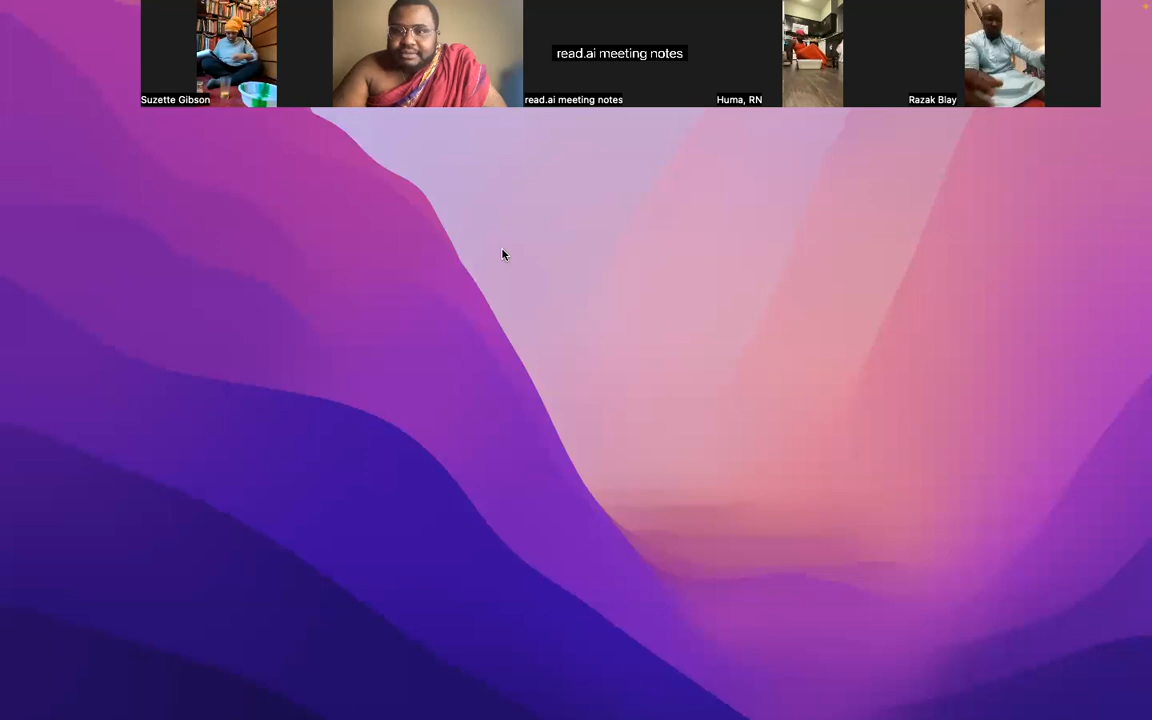 read.ai meeting notes
Suzette Gibson
read.ai meeting notes
Huma, RN
Razak Blay